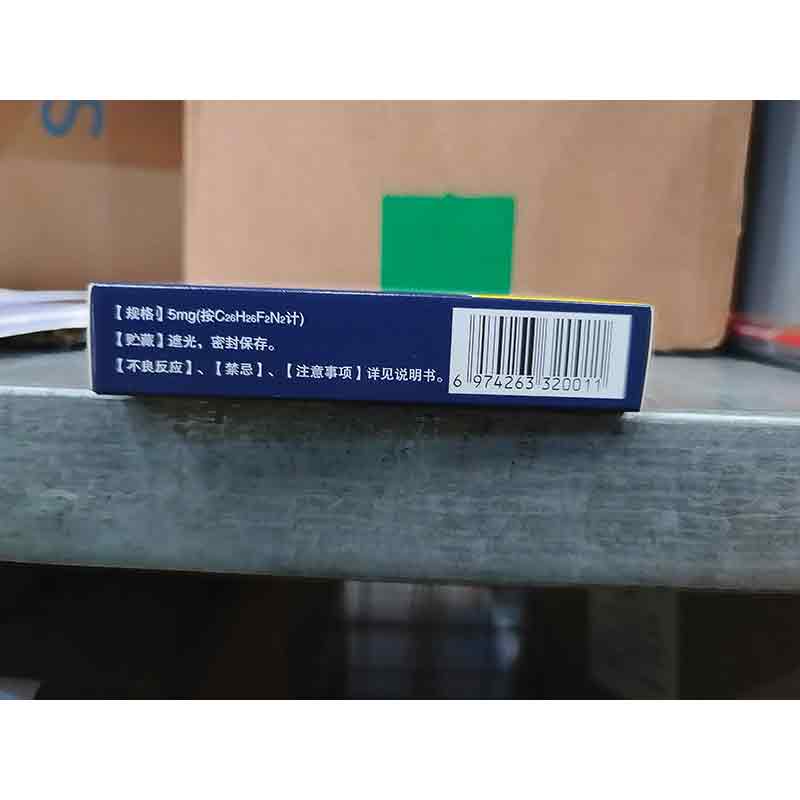 S
【规格】5mg(按C₂₆H₂₆F₂N₂计)
【贮藏】遮光，密封保存。
【不良反应】、【禁忌】、【注意事项】详见说明书。
6 974263 320011